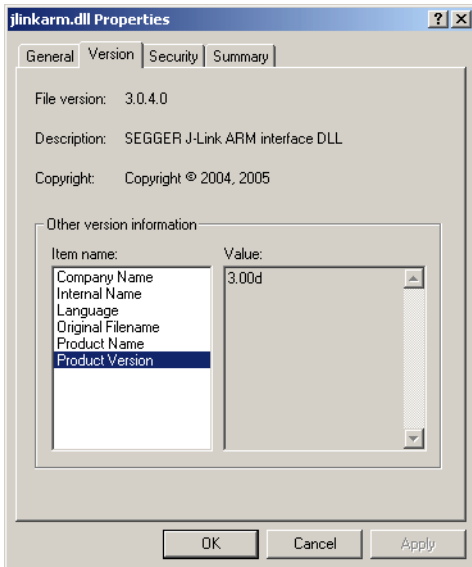 jlinkarm.dll Properties
? X
General Version Security Summary
File version: 3.0.4.0
Description: SEGGER J-Link ARM interface DLL
Copyright: Copyright © 2004, 2005
Other version information
Item name: Value:
Company Name 3.00d
Internal Name
Language
Original Filename
Product Name
Product Version
OK Cancel Apply